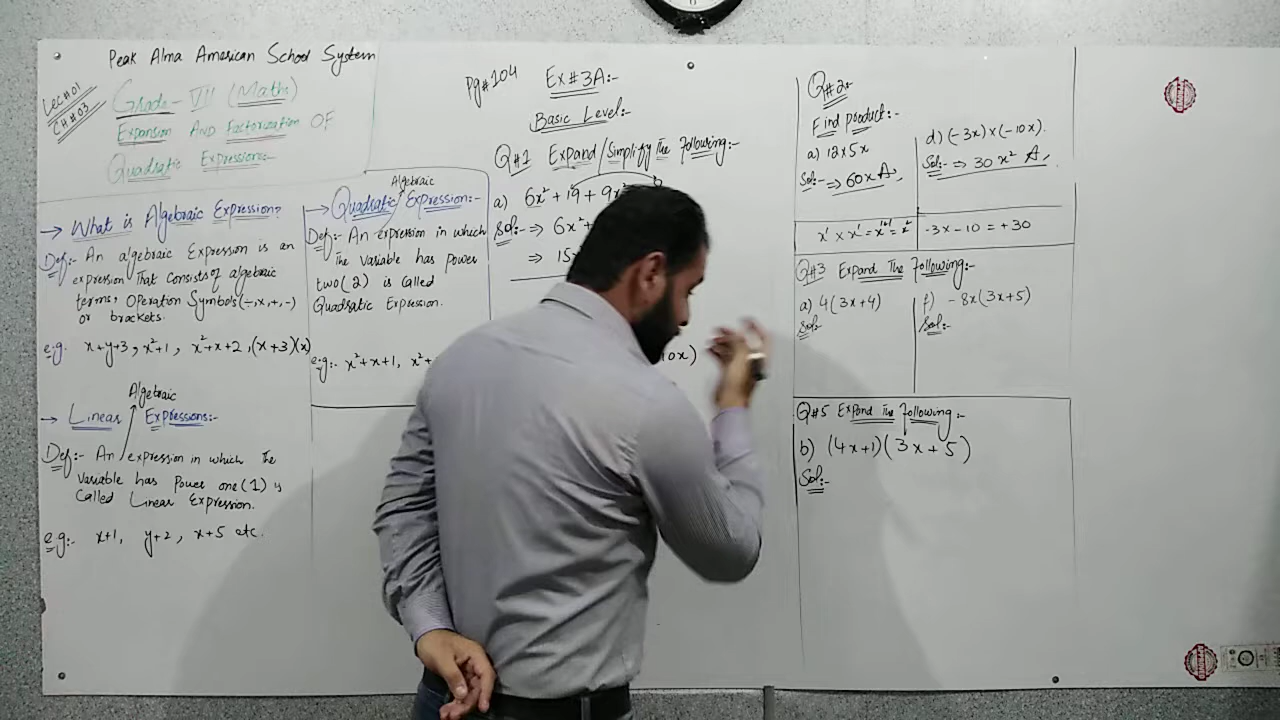 Peak Alma American School System
Lec#01
CH#03
Grade- VII (Maths)
Expansion AND Factorization OF
Quadratic Expressions:-
→ What is Algebraic Expression?
Def:- An algebraic Expression is an
expression That consists of algebraic
terms, operation Symbols (÷,×,+,-)
or brackets.
e.g. x+y+3, x²+1, x²+x+2, (x+3)(x)
Algebraic
→ Linear Expressions:-
Def:- An expression in which The
Variable has Power one (1) is
Called Linear Expression.
e.g:- x+1, y+2, x+5 etc.
Algebraic
→ Quadratic Expression:-
Def:- An expression in which
The variable has power
two (2) is called
Quadratic Expression.
e.g:- x²+x+1, x²+
Pg#104 Ex#3A:-
Basic Level:-
Q#1 Expand/Simplify The Following:-
a) 6x² + 19 + 9x²
Sol:- ⇒ 6x²+
⇒ 15
10x)
Q#2:-
Find product:-
a) 12×5x
Sol:- ⇒ 60x A.
d) (-3x)×(-10x).
Sol:- ⇒ 30x² A.
x¹ × x¹ = x¹⁺¹ = x²
-3x-10 = +30
Q#3 Expand The Following:-
a) 4(3x+4)
Sol:
f) -8x(3x+5)
Sol:-
Q#5 Expand The Following:-
b) (4x+1)(3x+5)
Sol:-